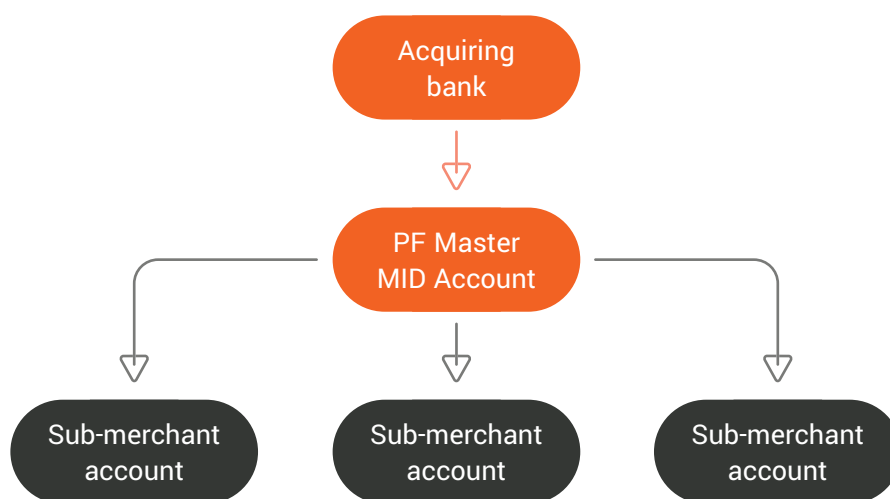 Acquiring
bank
PF Master
MID Account
Sub-merchant
account
Sub-merchant
account
Sub-merchant
account